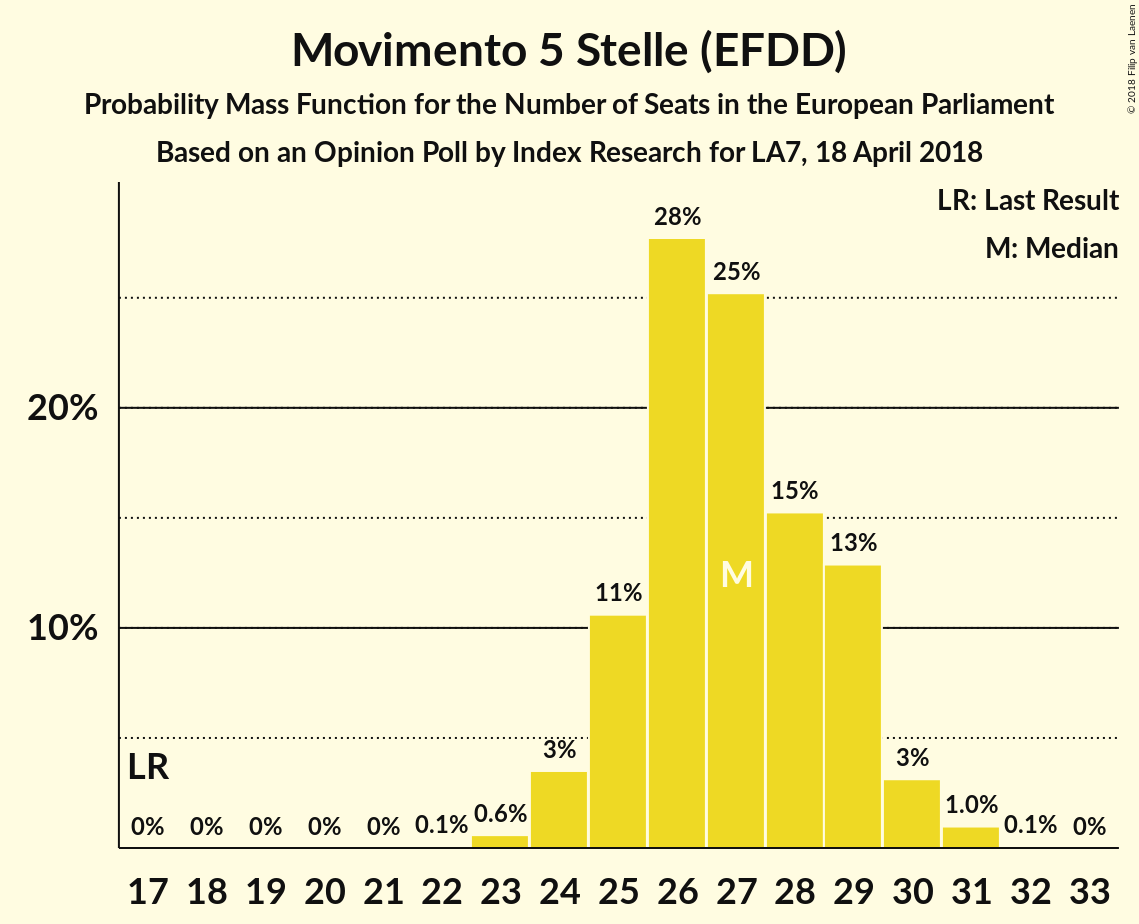 Movimento 5 Stelle (EFDD)
Probability Mass Function for the Number of Seats in the European Parliament
Based on an Opinion Poll by Index Research for LA7, 18 April 2018
© 2018 Filip van Laenen
LR: Last Result
M: Median
28%
25%
20%
15%
13%
M
11%
10%
LR
3%
3%
0%
0%
0%
0%
0%
0.1%
0.6%
1.0%
0.1%
0%
17 18 19 20 21 22 23 24 25 26 27 28 29 30 31 32 33